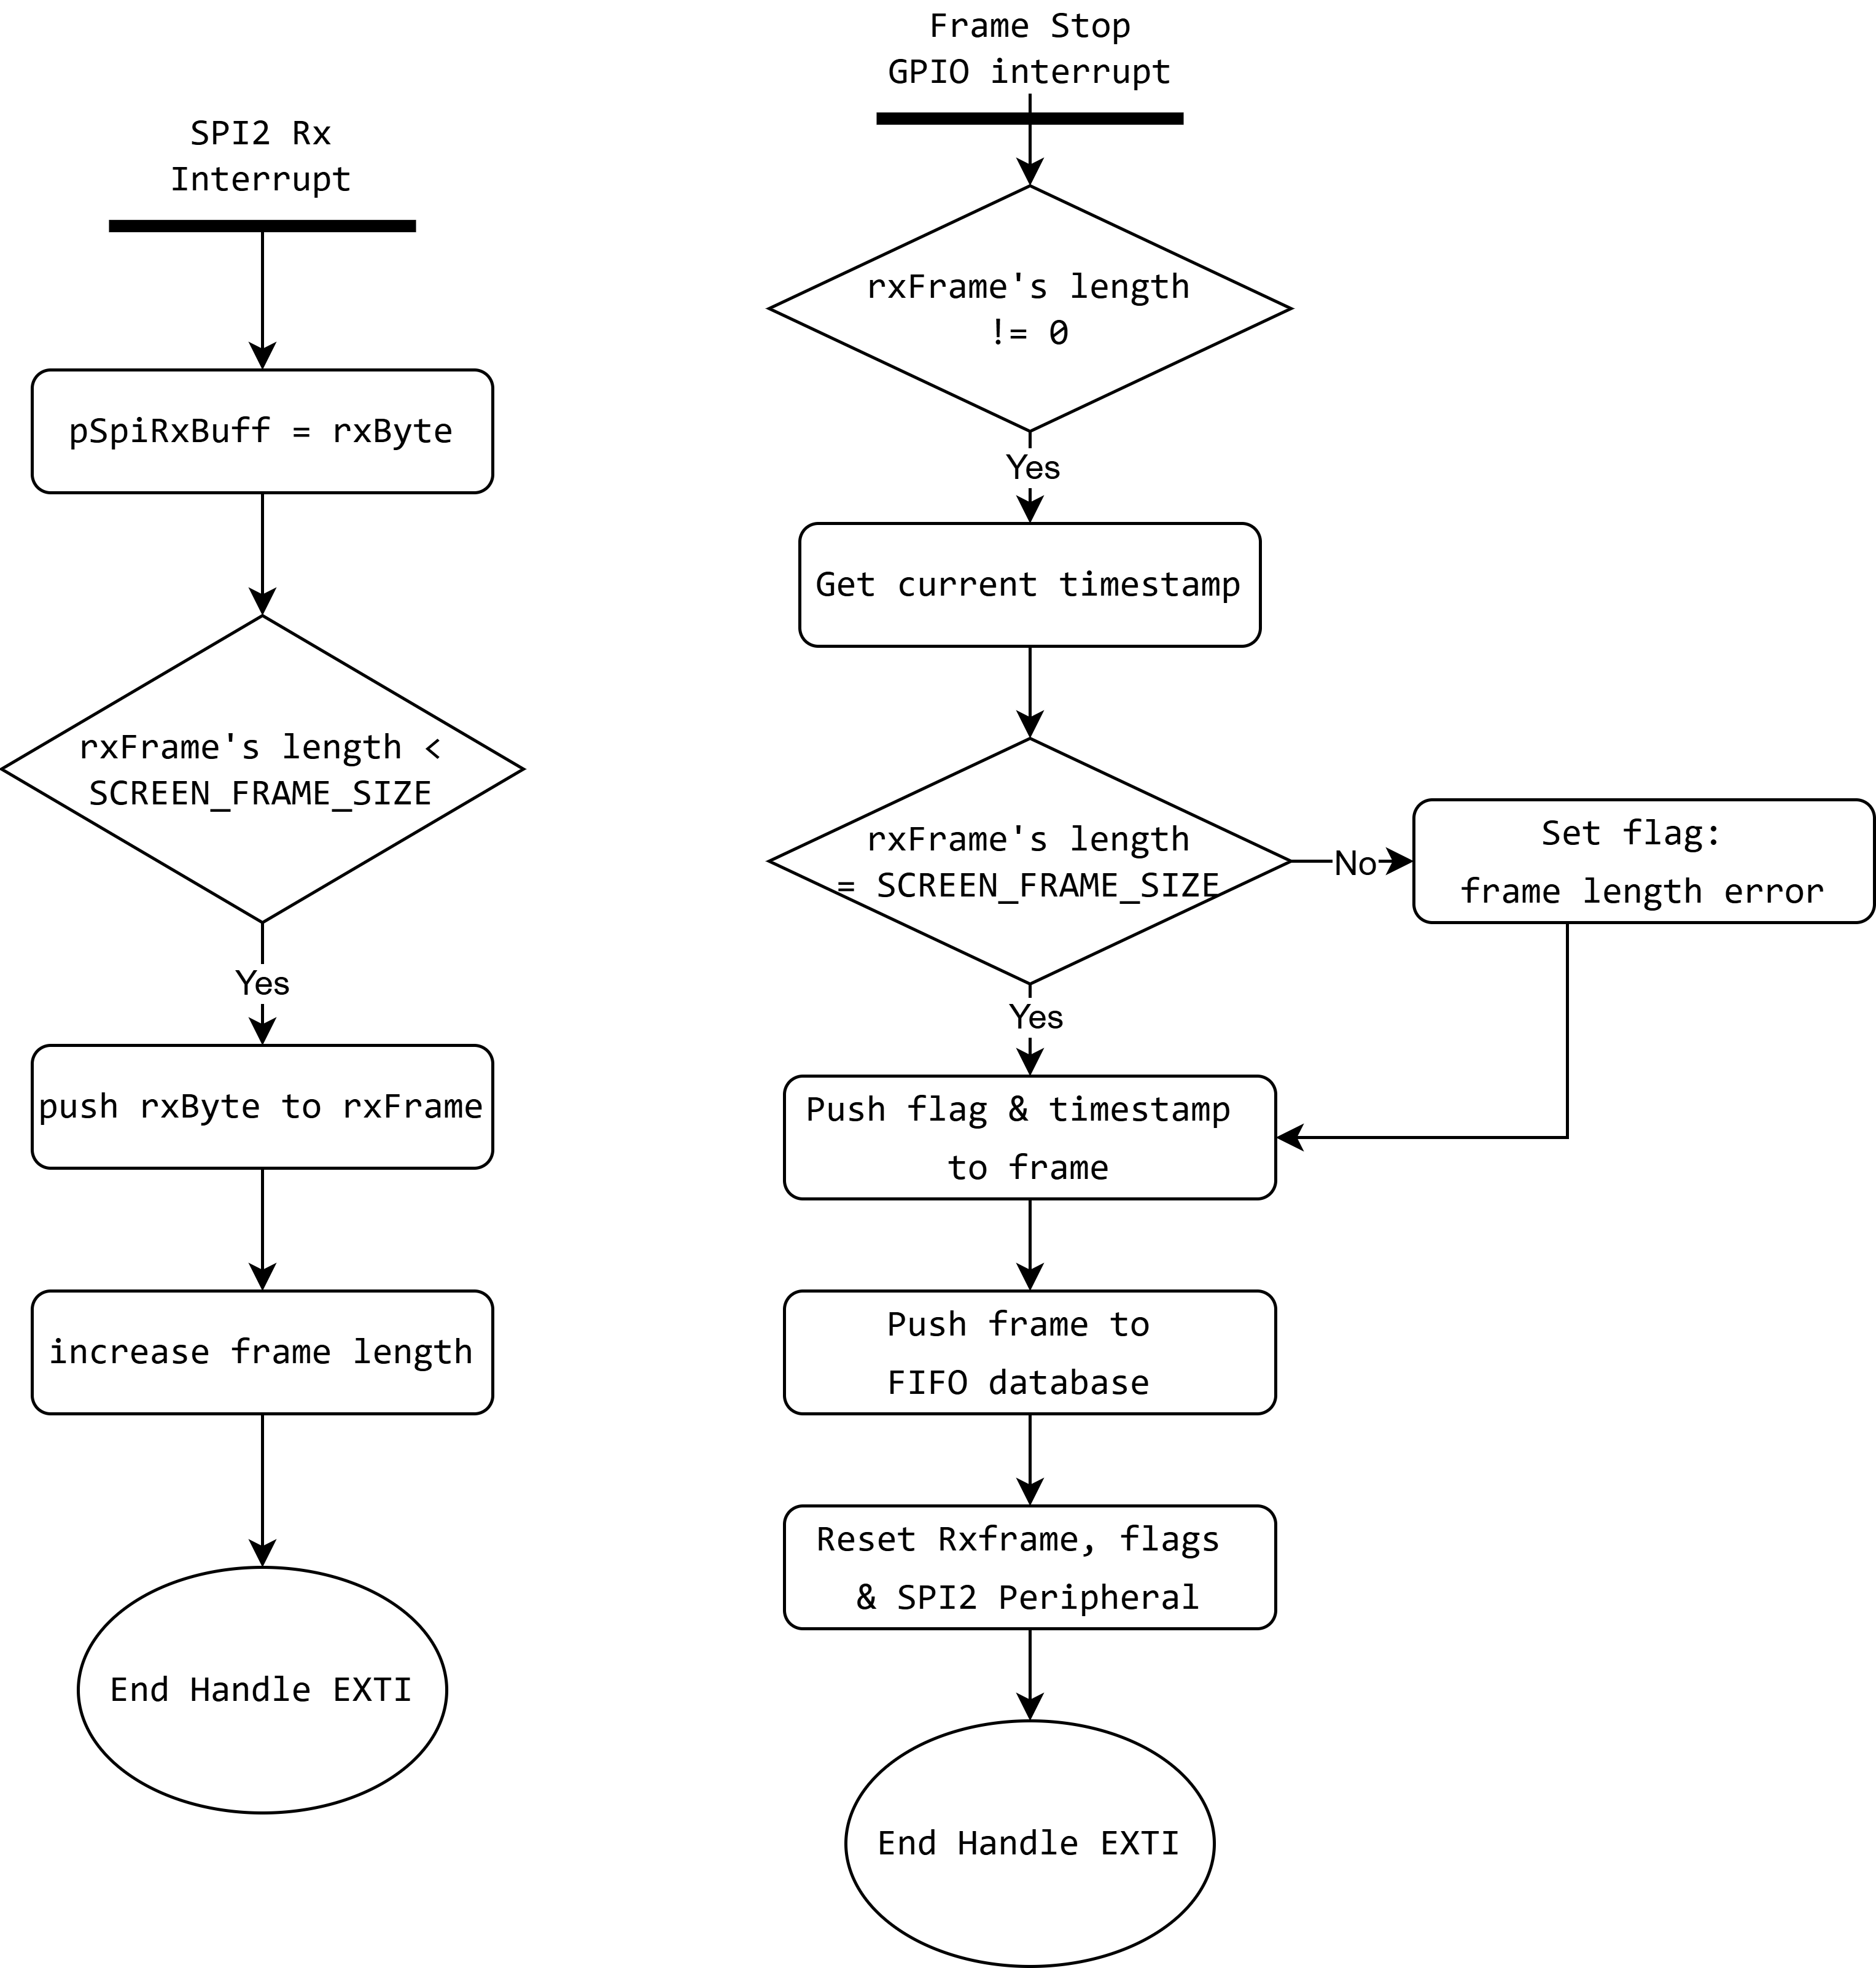 SPI2 Rx
Interrupt
pSpiRxBuff = rxByte
rxFrame's length <
SCREEN_FRAME_SIZE
Yes
push rxByte to rxFrame
increase frame length
End Handle EXTI
Frame Stop
GPIO interrupt
rxFrame's length
!= 0
Yes
Get current timestamp
rxFrame's length
= SCREEN_FRAME_SIZE
No
Set flag:
frame length error
Yes
Push flag & timestamp
to frame
Push frame to
FIFO database
Reset Rxframe, flags
& SPI2 Peripheral
End Handle EXTI